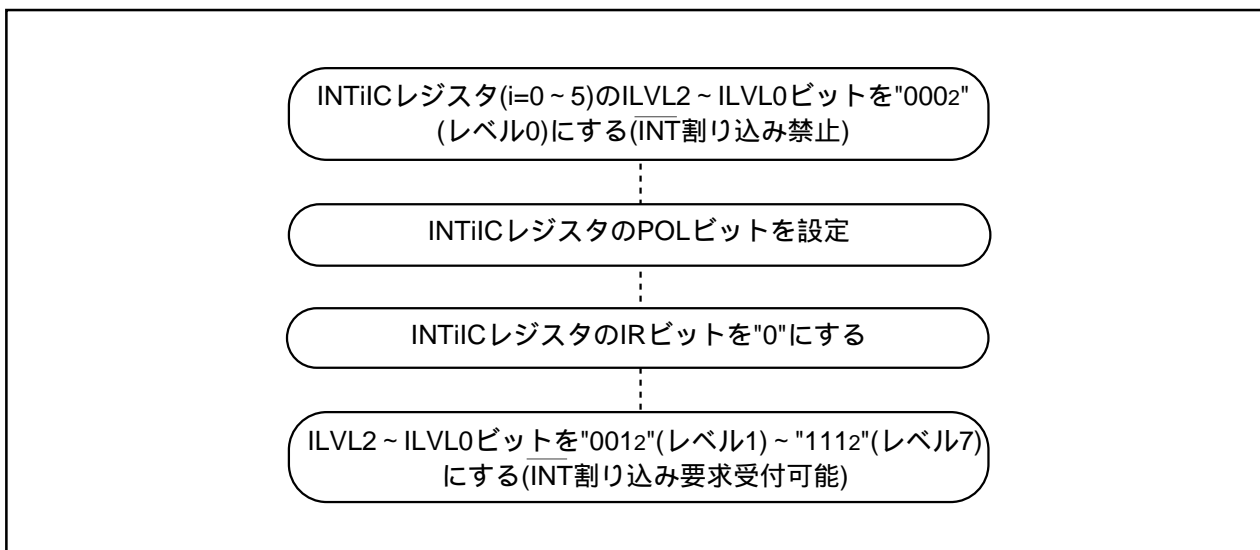 INTiICレジスタ(i=0~5)のILVL2~ILVL0ビットを"0002"
(レベル0)にする(INT割り込み禁止)
INTiICレジスタのPOLビットを設定
INTiICレジスタのIRビットを"0"にする
ILVL2~ILVL0ビットを"0012"(レベル1)~"1112"(レベル7)
にする(INT割り込み要求受付可能)